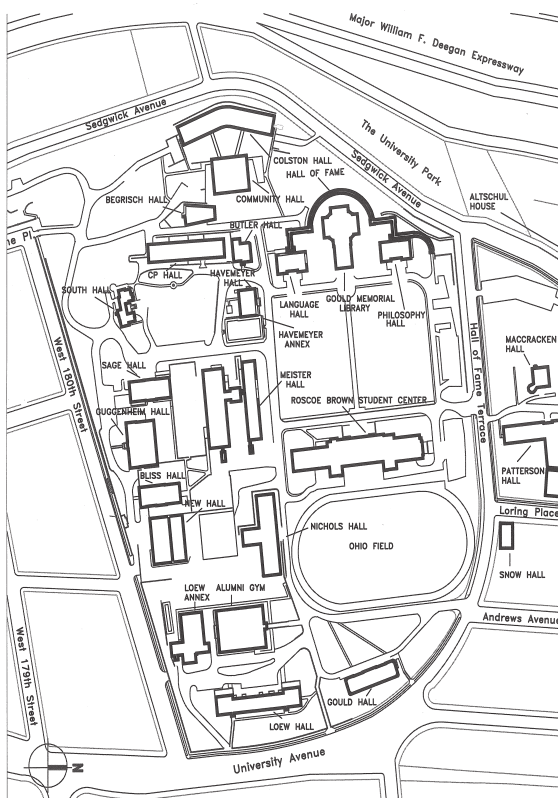 Major William F. Deegan Expressway
Sedgwick Avenue
The University Park
Sedgwick Avenue
COLSTON HALL
HALL OF FAME
ALTSCHUL
HOUSE
BEGRISCH HALL
COMMUNITY HALL
BUTLER HALL
ne Pl
CP HALL
HAVEMEYER
HALL
SOUTH HALL
LANGUAGE
HALL
GOULD MEMORIAL
LIBRARY
PHILOSOPHY
HALL
HAVEMEYER
ANNEX
West 180th Street
Hall of Fame Terrace
MACCRACKEN
HALL
SAGE HALL
MEISTER
HALL
ROSCOE BROWN STUDENT CENTER
GUGGENHEIM HALL
PATTERSON
HALL
BLISS HALL
NEW HALL
Loring Place
NICHOLS HALL
OHIO FIELD
SNOW HALL
LOEW
ANNEX
ALUMNI GYM
Andrews Avenue
West 179th Street
GOULD HALL
LOEW HALL
University Avenue
N